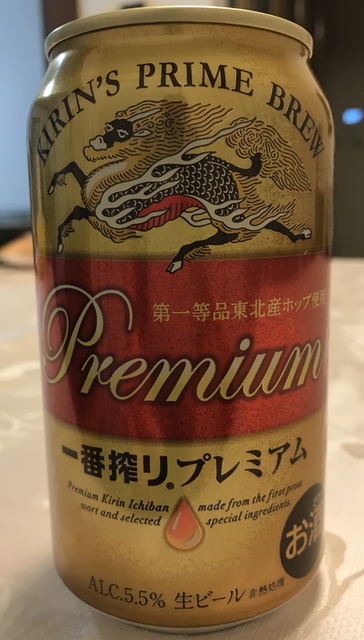 KIRIN'S PRIME BREW
第一等品東北産ホップ使用
Premium
一番搾り®プレミアム
Premium Kirin Ichiban made from the first press
wort and selected special ingredients.
お酒
ALC.5.5% 生ビール 非熱処理